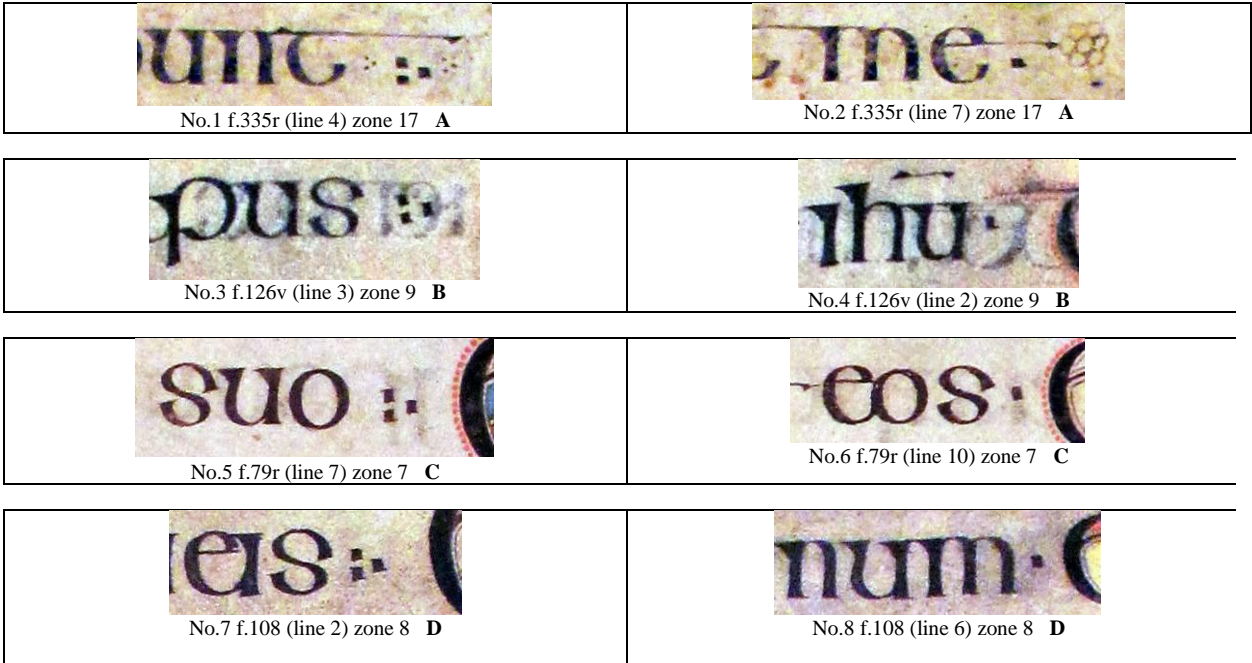 unc :·
me ·
No.1 f.335r (line 4) zone 17 A
No.2 f.335r (line 7) zone 17 A
pus :·
ihu ·
No.3 f.126v (line 3) zone 9 B
No.4 f.126v (line 2) zone 9 B
suo :·
eos ·
No.5 f.79r (line 7) zone 7 C
No.6 f.79r (line 10) zone 7 C
eis :·
num ·
No.7 f.108 (line 2) zone 8 D
No.8 f.108 (line 6) zone 8 D